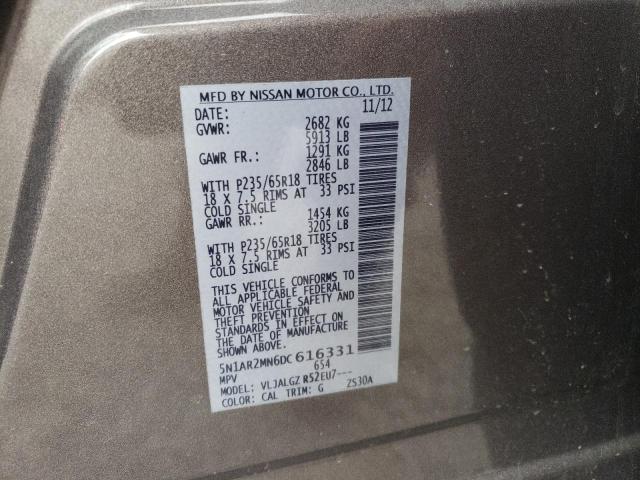 MFD BY NISSAN MOTOR CO., LTD.
DATE: 11/12
GVWR: 2682 KG
5913 LB
GAWR FR.: 1291 KG
2846 LB
WITH P235/65R18 TIRES
18 X 7.5 RIMS AT 33 PSI
COLD SINGLE
GAWR RR.: 1454 KG
3205 LB
WITH P235/65R18 TIRES
18 X 7.5 RIMS AT 33 PSI
COLD SINGLE
THIS VEHICLE CONFORMS TO
ALL APPLICABLE FEDERAL
MOTOR VEHICLE SAFETY AND
THEFT PREVENTION
STANDARDS IN EFFECT ON
THE DATE OF MANUFACTURE
SHOWN ABOVE.
5N1AR2MN6DC616331
MPV 654
MODEL: VLJALGZ R52EU7---
COLOR: CAL TRIM: G ZS30A